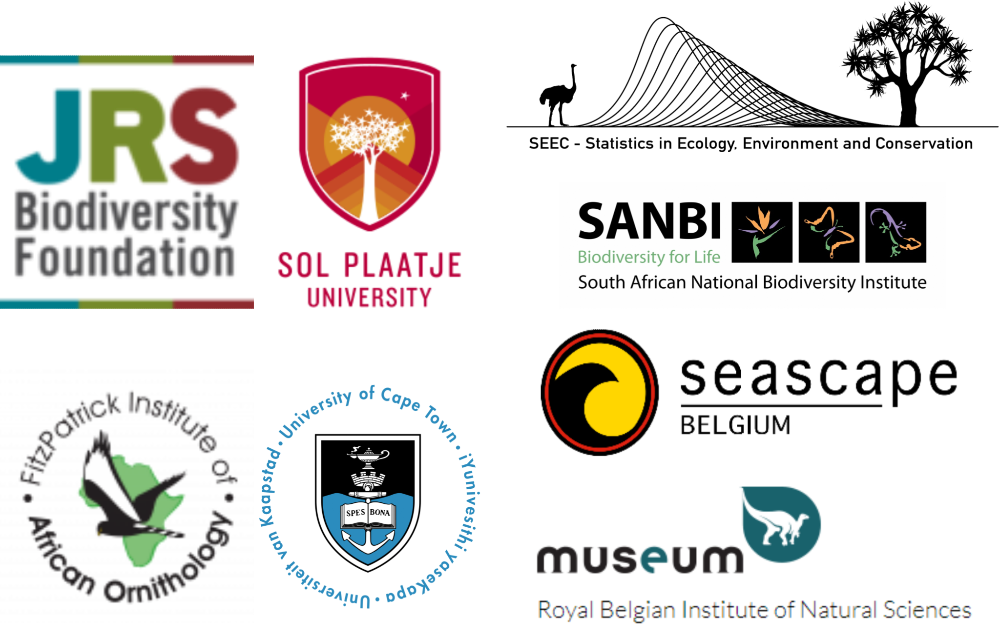 JRS
Biodiversity
Foundation
SOL PLAATJE
UNIVERSITY
SEEC - Statistics in Ecology, Environment and Conservation
SANBI
Biodiversity for Life
South African National Biodiversity Institute
FitzPatrick Institute of
• African Ornithology •
University of Cape Town • iYunivesithi yaseKapa • Universiteit van Kaapstad •
SPES BONA
seascape
BELGIUM
museum
Royal Belgian Institute of Natural Sciences